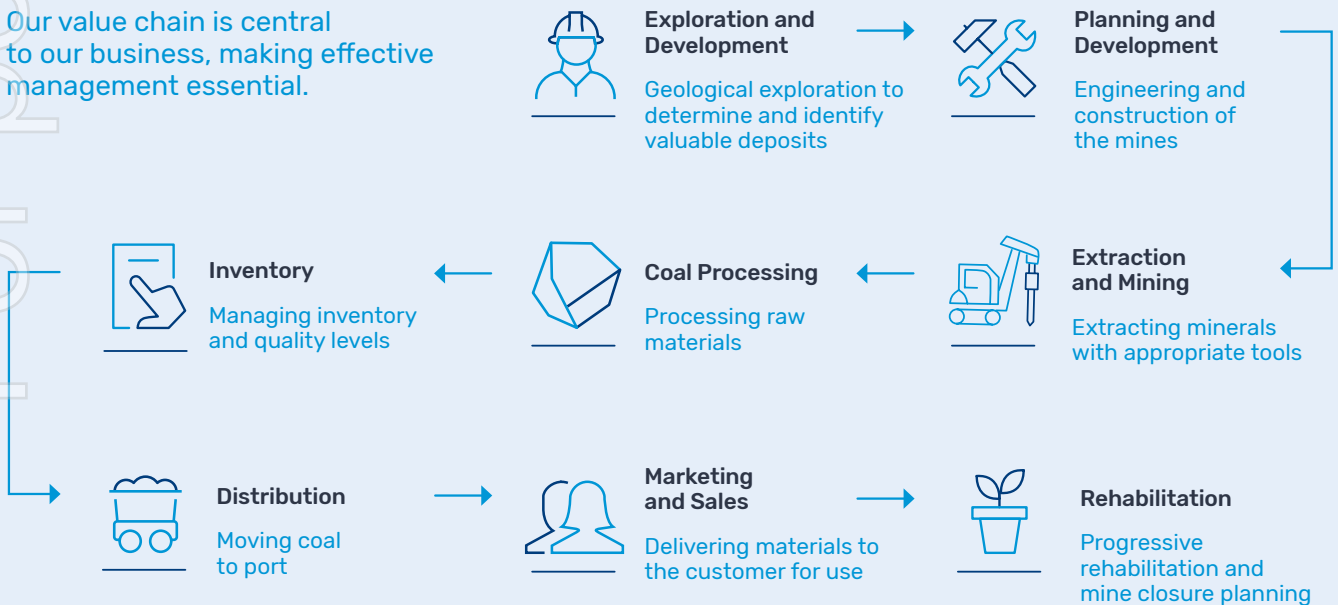 Our value chain is central
to our business, making effective
management essential.
Exploration and
Development
Geological exploration to
determine and identify
valuable deposits
Planning and
Development
Engineering and
construction of
the mines
Extraction
and Mining
Extracting minerals
with appropriate tools
Coal Processing
Processing raw
materials
Inventory
Managing inventory
and quality levels
Distribution
Moving coal
to port
Marketing
and Sales
Delivering materials to
the customer for use
Rehabilitation
Progressive
rehabilitation and
mine closure planning